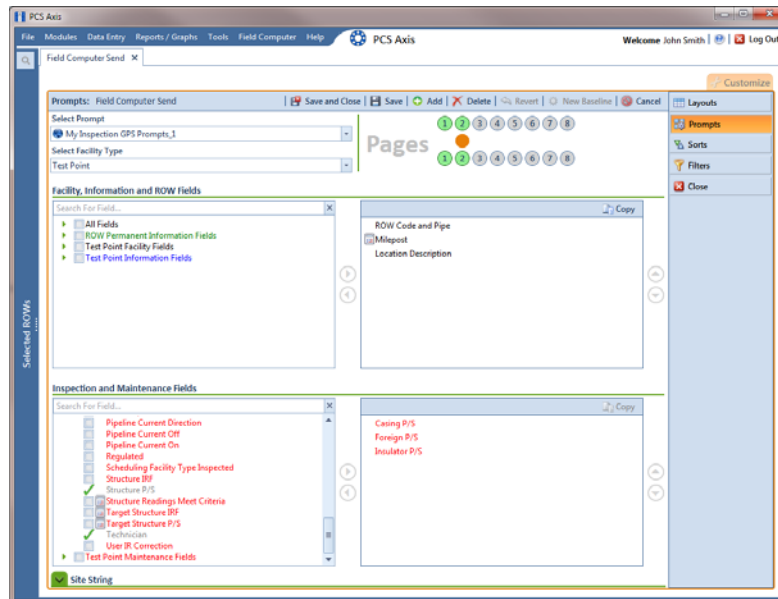 PCS Axis
File Modules Data Entry Reports / Graphs Tools Field Computer Help PCS Axis Welcome John Smith | Log Out
Field Computer Send
Customize
Prompts: Field Computer Send | Save and Close | Save | Add | Delete | Revert | New Baseline | Cancel
Layouts
Select Prompt
My Inspection GPS Prompts_1
Select Facility Type
Test Point
Pages
1 2 3 4 5 6 7 8
1 2 3 4 5 6 7 8
Prompts
Sorts
Filters
Close
Facility, Information and ROW Fields
Search For Field...
All Fields
ROW Permanent Information Fields
Test Point Facility Fields
Test Point Information Fields
Copy
ROW Code and Pipe
Milepost
Location Description
Selected ROWs
Inspection and Maintenance Fields
Search For Field...
Pipeline Current Direction
Pipeline Current Off
Pipeline Current On
Regulated
Scheduling Facility Type Inspected
Structure IRF
Structure P/S
Structure Readings Meet Criteria
Target Structure IRF
Target Structure P/S
Technician
User IR Correction
Test Point Maintenance Fields
Copy
Casing P/S
Foreign P/S
Insulator P/S
Site String